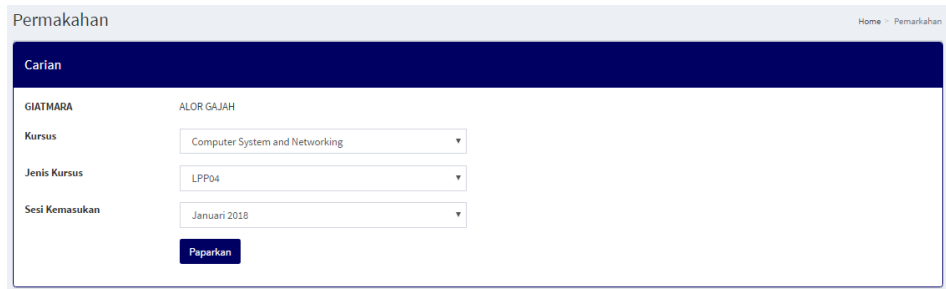 Permakahan
Home > Pemarkahan
Carian
GIATMARA ALOR GAJAH
Kursus Computer System and Networking
Jenis Kursus LPP04
Sesi Kemasukan Januari 2018
Paparkan